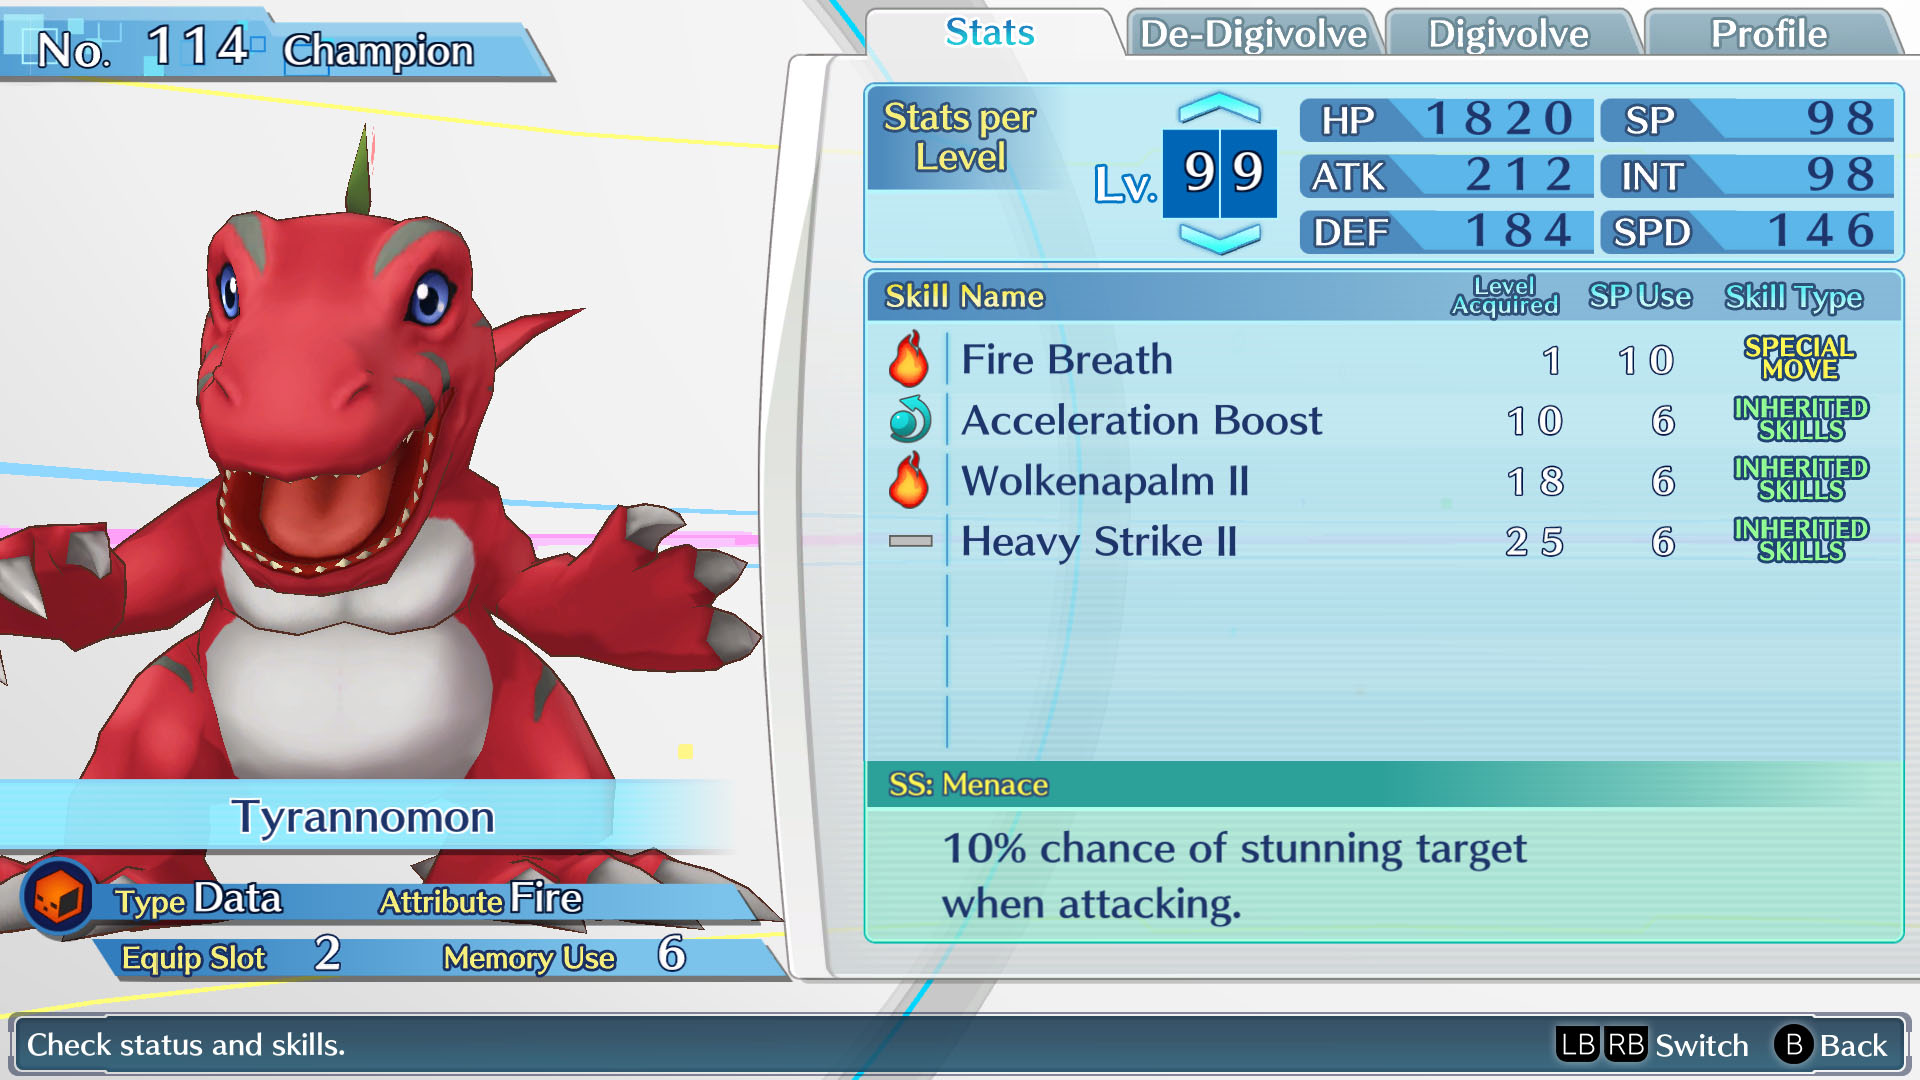 No. 114 Champion
Stats
De-Digivolve
Digivolve
Profile
Stats per
Level
Lv. 99
HP 1820
SP 98
ATK 212
INT 98
DEF 184
SPD 146
Skill Name
Level
Acquired
SP Use
Skill Type
Fire Breath 1 10 SPECIAL
MOVE
Acceleration Boost 10 6 INHERITED
SKILLS
Wolkenapalm II 18 6 INHERITED
SKILLS
Heavy Strike II 25 6 INHERITED
SKILLS
SS: Menace
10% chance of stunning target
when attacking.
Tyrannomon
Type Data Attribute Fire
Equip Slot 2 Memory Use 6
Check status and skills.
LB RB Switch B Back